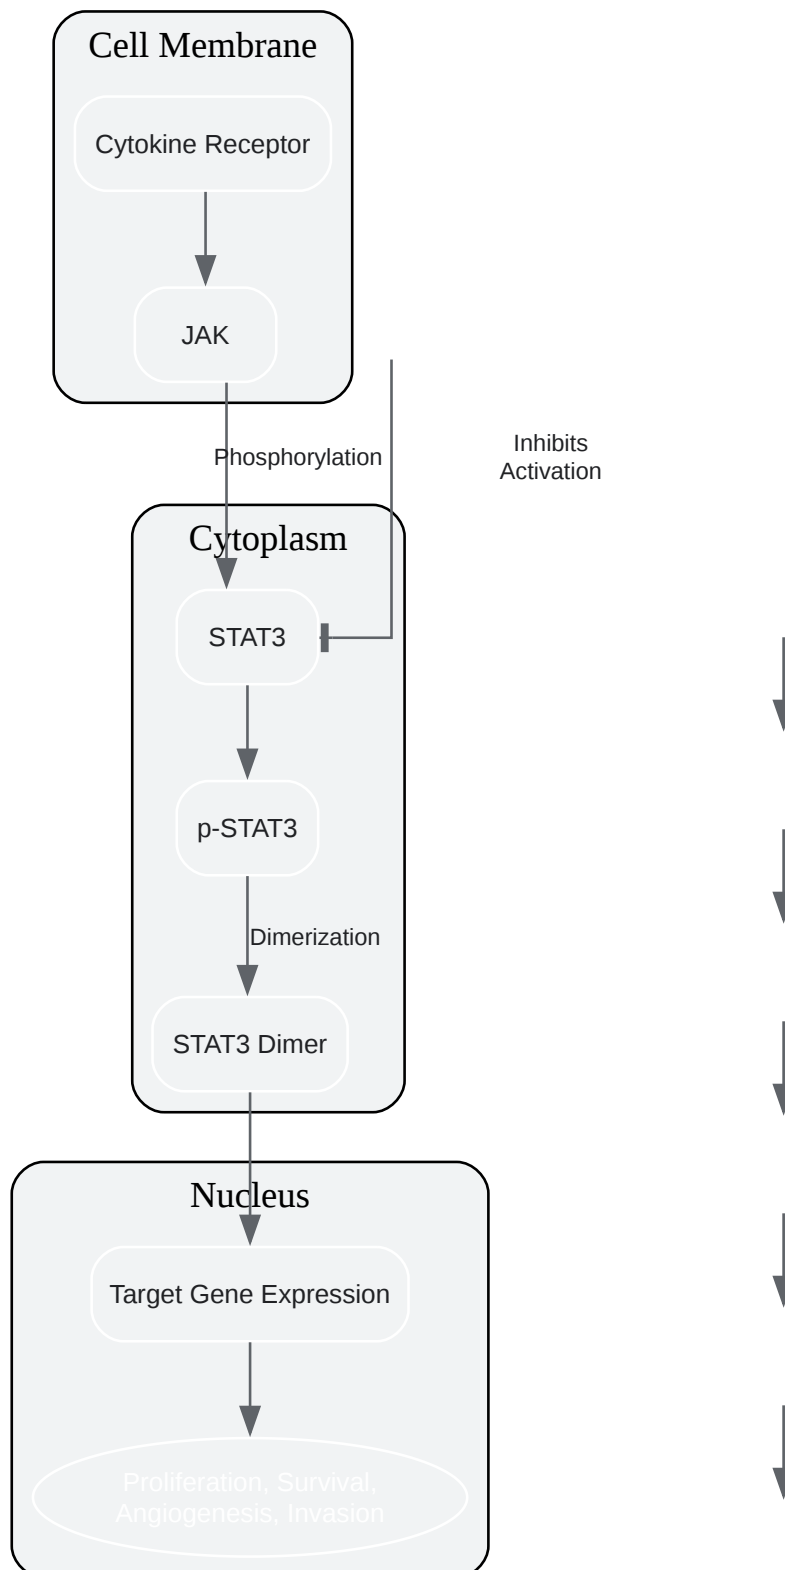 Cell Membrane
Cytokine Receptor
JAK
Phosphorylation
Inhibits
Activation
Cytoplasm
STAT3
p-STAT3
Dimerization
STAT3 Dimer
Nucleus
Target Gene Expression
Proliferation, Survival,
Angiogenesis, Invasion